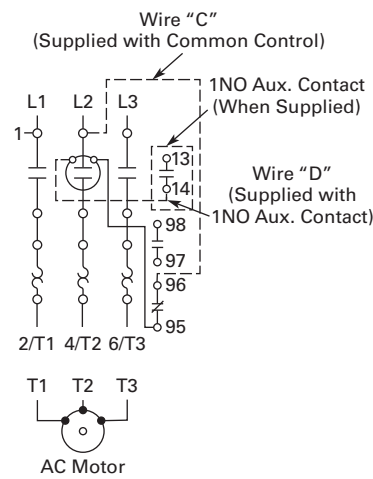 Wire “C”
(Supplied with Common Control)
1NO Aux. Contact
(When Supplied)
L1 L2 L3
1
13
14
Wire “D”
(Supplied with
1NO Aux. Contact)
98
97
96
95
2/T1 4/T2 6/T3
T1 T2 T3
AC Motor